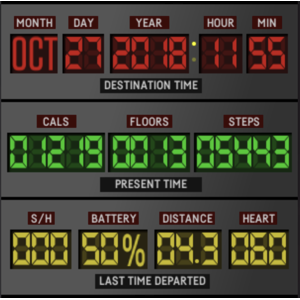 MONTH DAY YEAR HOUR MIN
OCT 27 2018 : 11 55
DESTINATION TIME
CALS FLOORS STEPS
01219 0013 05443
PRESENT TIME
S/H BATTERY DISTANCE HEART
000 50% 04.3 060
LAST TIME DEPARTED